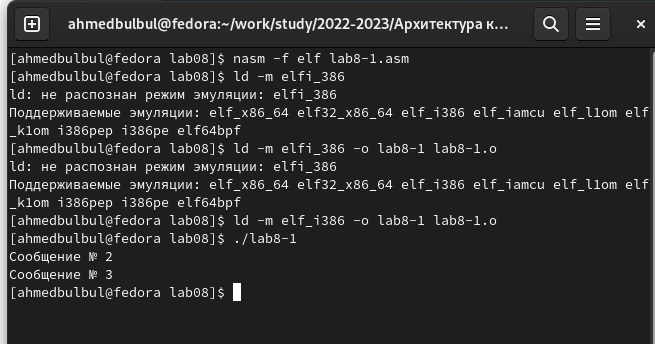 ahmedbulbul@fedora:~/work/study/2022-2023/Архитектура к...
[ahmedbulbul@fedora lab08]$ nasm -f elf lab8-1.asm
[ahmedbulbul@fedora lab08]$ ld -m elfi_386
ld: не распознан режим эмуляции: elfi_386
Поддерживаемые эмуляции: elf_x86_64 elf32_x86_64 elf_i386 elf_iamcu elf_l1om elf
_k1om i386pep i386pe elf64bpf
[ahmedbulbul@fedora lab08]$ ld -m elfi_386 -o lab8-1 lab8-1.o
ld: не распознан режим эмуляции: elfi_386
Поддерживаемые эмуляции: elf_x86_64 elf32_x86_64 elf_i386 elf_iamcu elf_l1om elf
_k1om i386pep i386pe elf64bpf
[ahmedbulbul@fedora lab08]$ ld -m elf_i386 -o lab8-1 lab8-1.o
[ahmedbulbul@fedora lab08]$ ./lab8-1
Сообщение № 2
Сообщение № 3
[ahmedbulbul@fedora lab08]$